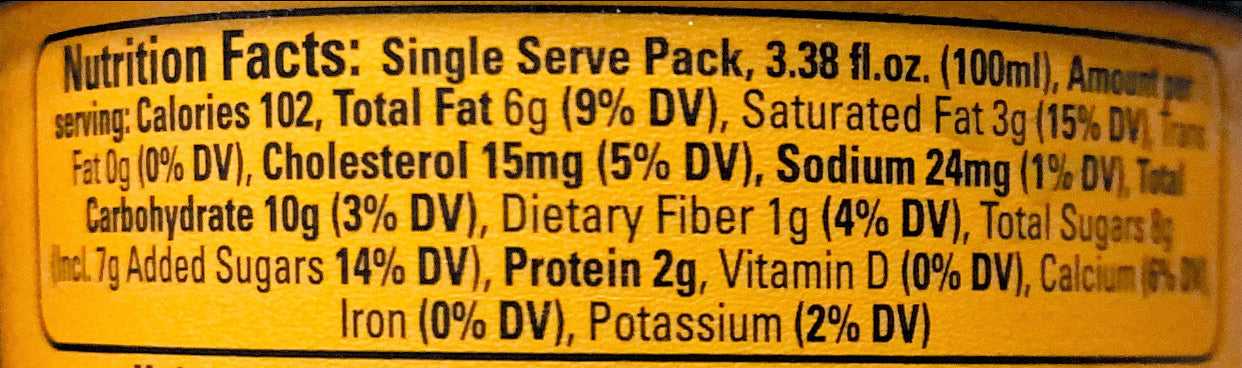 Nutrition Facts: Single Serve Pack, 3.38 fl.oz. (100ml), Amount per
serving: Calories 102, Total Fat 6g (9% DV), Saturated Fat 3g (15% DV), Trans
Fat 0g (0% DV), Cholesterol 15mg (5% DV), Sodium 24mg (1% DV), Total
Carbohydrate 10g (3% DV), Dietary Fiber 1g (4% DV), Total Sugars 8g
(Incl. 7g Added Sugars 14% DV), Protein 2g, Vitamin D (0% DV), Calcium (6% DV)
Iron (0% DV), Potassium (2% DV)